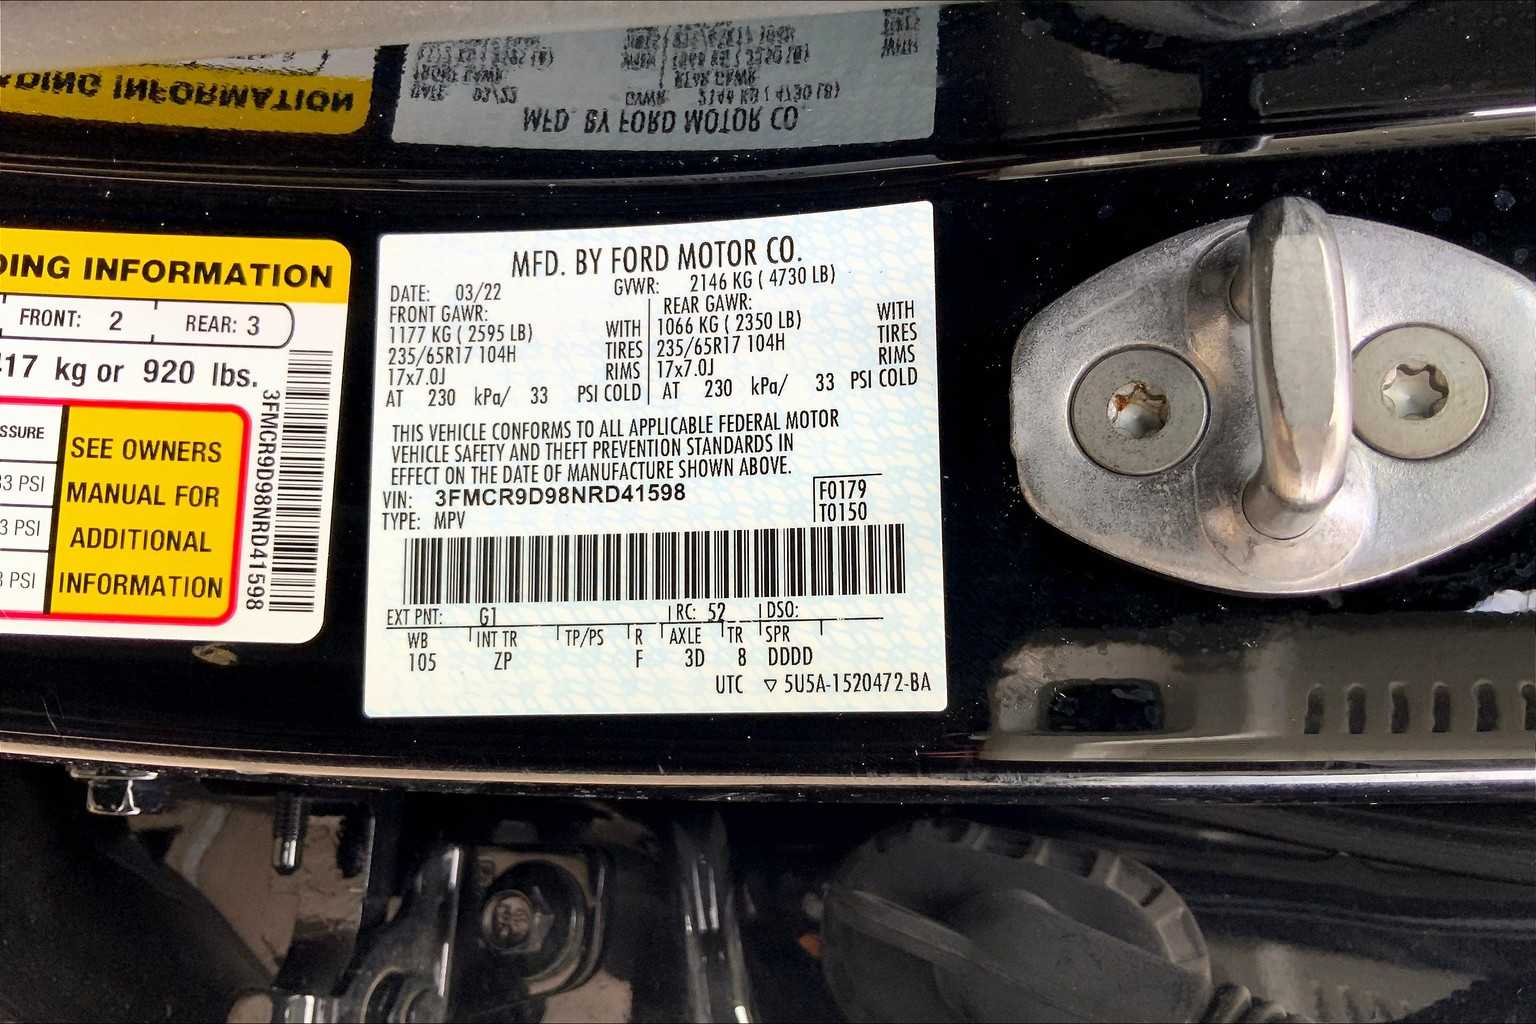 DING INFORMATION
FRONT: 2
REAR: 3
417 kg or 920 lbs.
SSURE
33 PSI
3 PSI
3 PSI
SEE OWNERS
MANUAL FOR
ADDITIONAL
INFORMATION
3FMCR9D98NRD41598
MFD. BY FORD MOTOR CO.
DATE: 03/22 GVWR: 2146 KG ( 4730 LB)
FRONT GAWR: REAR GAWR:
1177 KG ( 2595 LB) WITH 1066 KG ( 2350 LB) WITH
235/65R17 104H TIRES 235/65R17 104H TIRES
17x7.0J RIMS 17x7.0J RIMS
AT 230 kPa/ 33 PSI COLD AT 230 kPa/ 33 PSI COLD
THIS VEHICLE CONFORMS TO ALL APPLICABLE FEDERAL MOTOR
VEHICLE SAFETY AND THEFT PREVENTION STANDARDS IN
EFFECT ON THE DATE OF MANUFACTURE SHOWN ABOVE.
VIN: 3FMCR9D98NRD41598 F0179
TYPE: MPV T0150
EXT PNT: G1 RC: 52 DSO:
WB INT TR TP/PS R AXLE TR SPR
105 ZP F 3D 8 DDDD
UTC ▽ 5U5A-1520472-BA